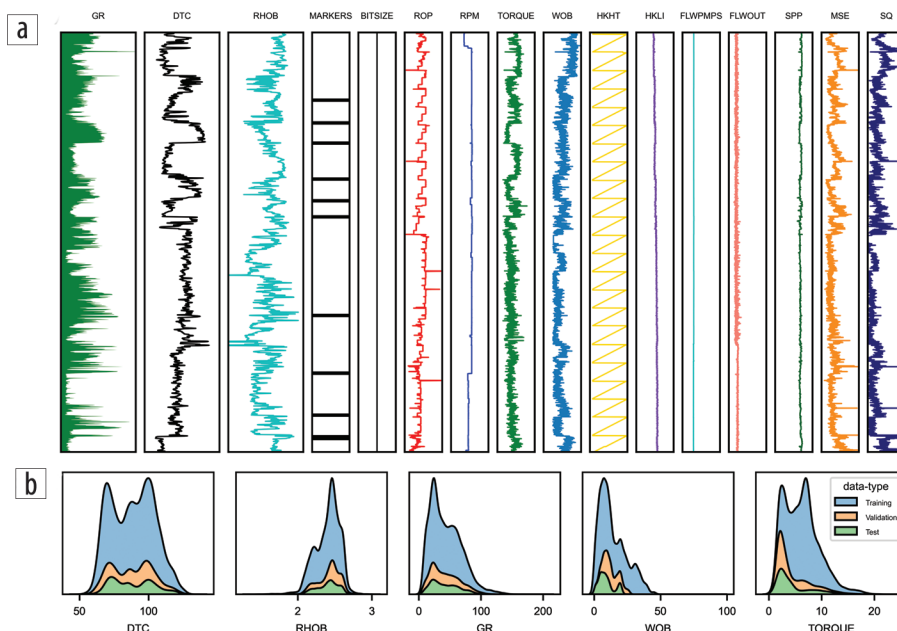 a
GR DTC RHOB MARKERS BITSIZE ROP RPM TORQUE WOB HKHT HKLI FLWPMPS FLWOUT SPP MSE SQ
b
data-type
Training
Validation
Test
50 100 2 3 0 100 200 0 50 100 0 10 20
DTC RHOB GR WOB TORQUE